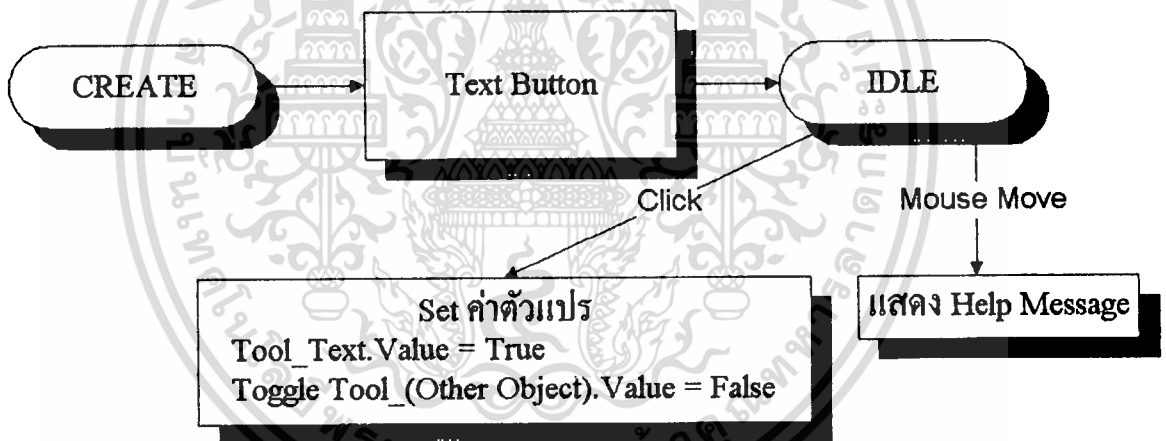 CREATE
Text Button
IDLE
Click
Mouse Move
Set ค่าตัวแปร
Tool_Text.Value = True
Toggle Tool_(Other Object).Value = False
แสดง Help Message